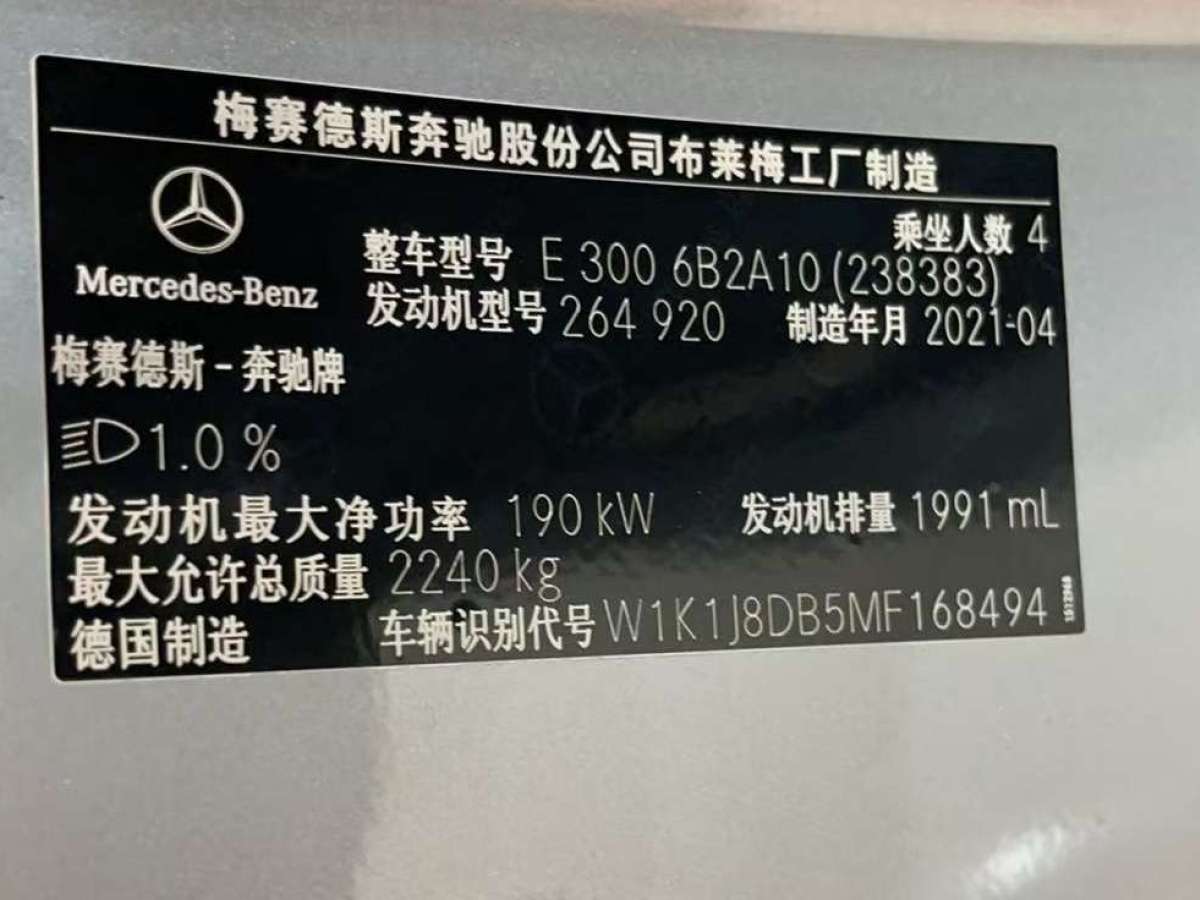 梅赛德斯奔驰股份公司布莱梅工厂制造
乘坐人数 4
Mercedes-Benz
整车型号 E 300 6B2A10 (238383)
发动机型号 264 920 制造年月 2021-04
梅赛德斯 - 奔驰牌
1.0 %
发动机最大净功率 190 kW 发动机排量 1991 mL
最大允许总质量 2240 kg
德国制造 车辆识别代号 W1K1J8DB5MF168494